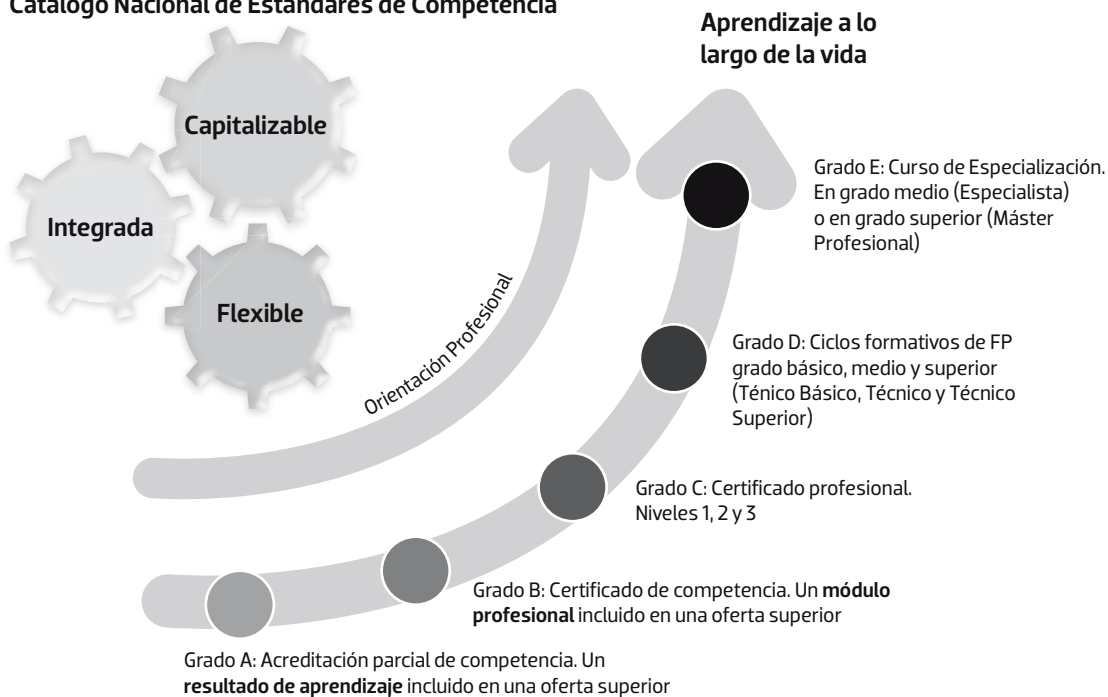 Catálogo Nacional de Estándares de Competencia
Aprendizaje a lo
largo de la vida
Capitalizable
Integrada
Flexible
Orientación Profesional
Grado E: Curso de Especialización.
En grado medio (Especialista)
o en grado superior (Máster
Profesional)
Grado D: Ciclos formativos de FP
grado básico, medio y superior
(Ténico Básico, Técnico y Técnico
Superior)
Grado C: Certificado profesional.
Niveles 1, 2 y 3
Grado B: Certificado de competencia. Un módulo
profesional incluido en una oferta superior
Grado A: Acreditación parcial de competencia. Un
resultado de aprendizaje incluido en una oferta superior